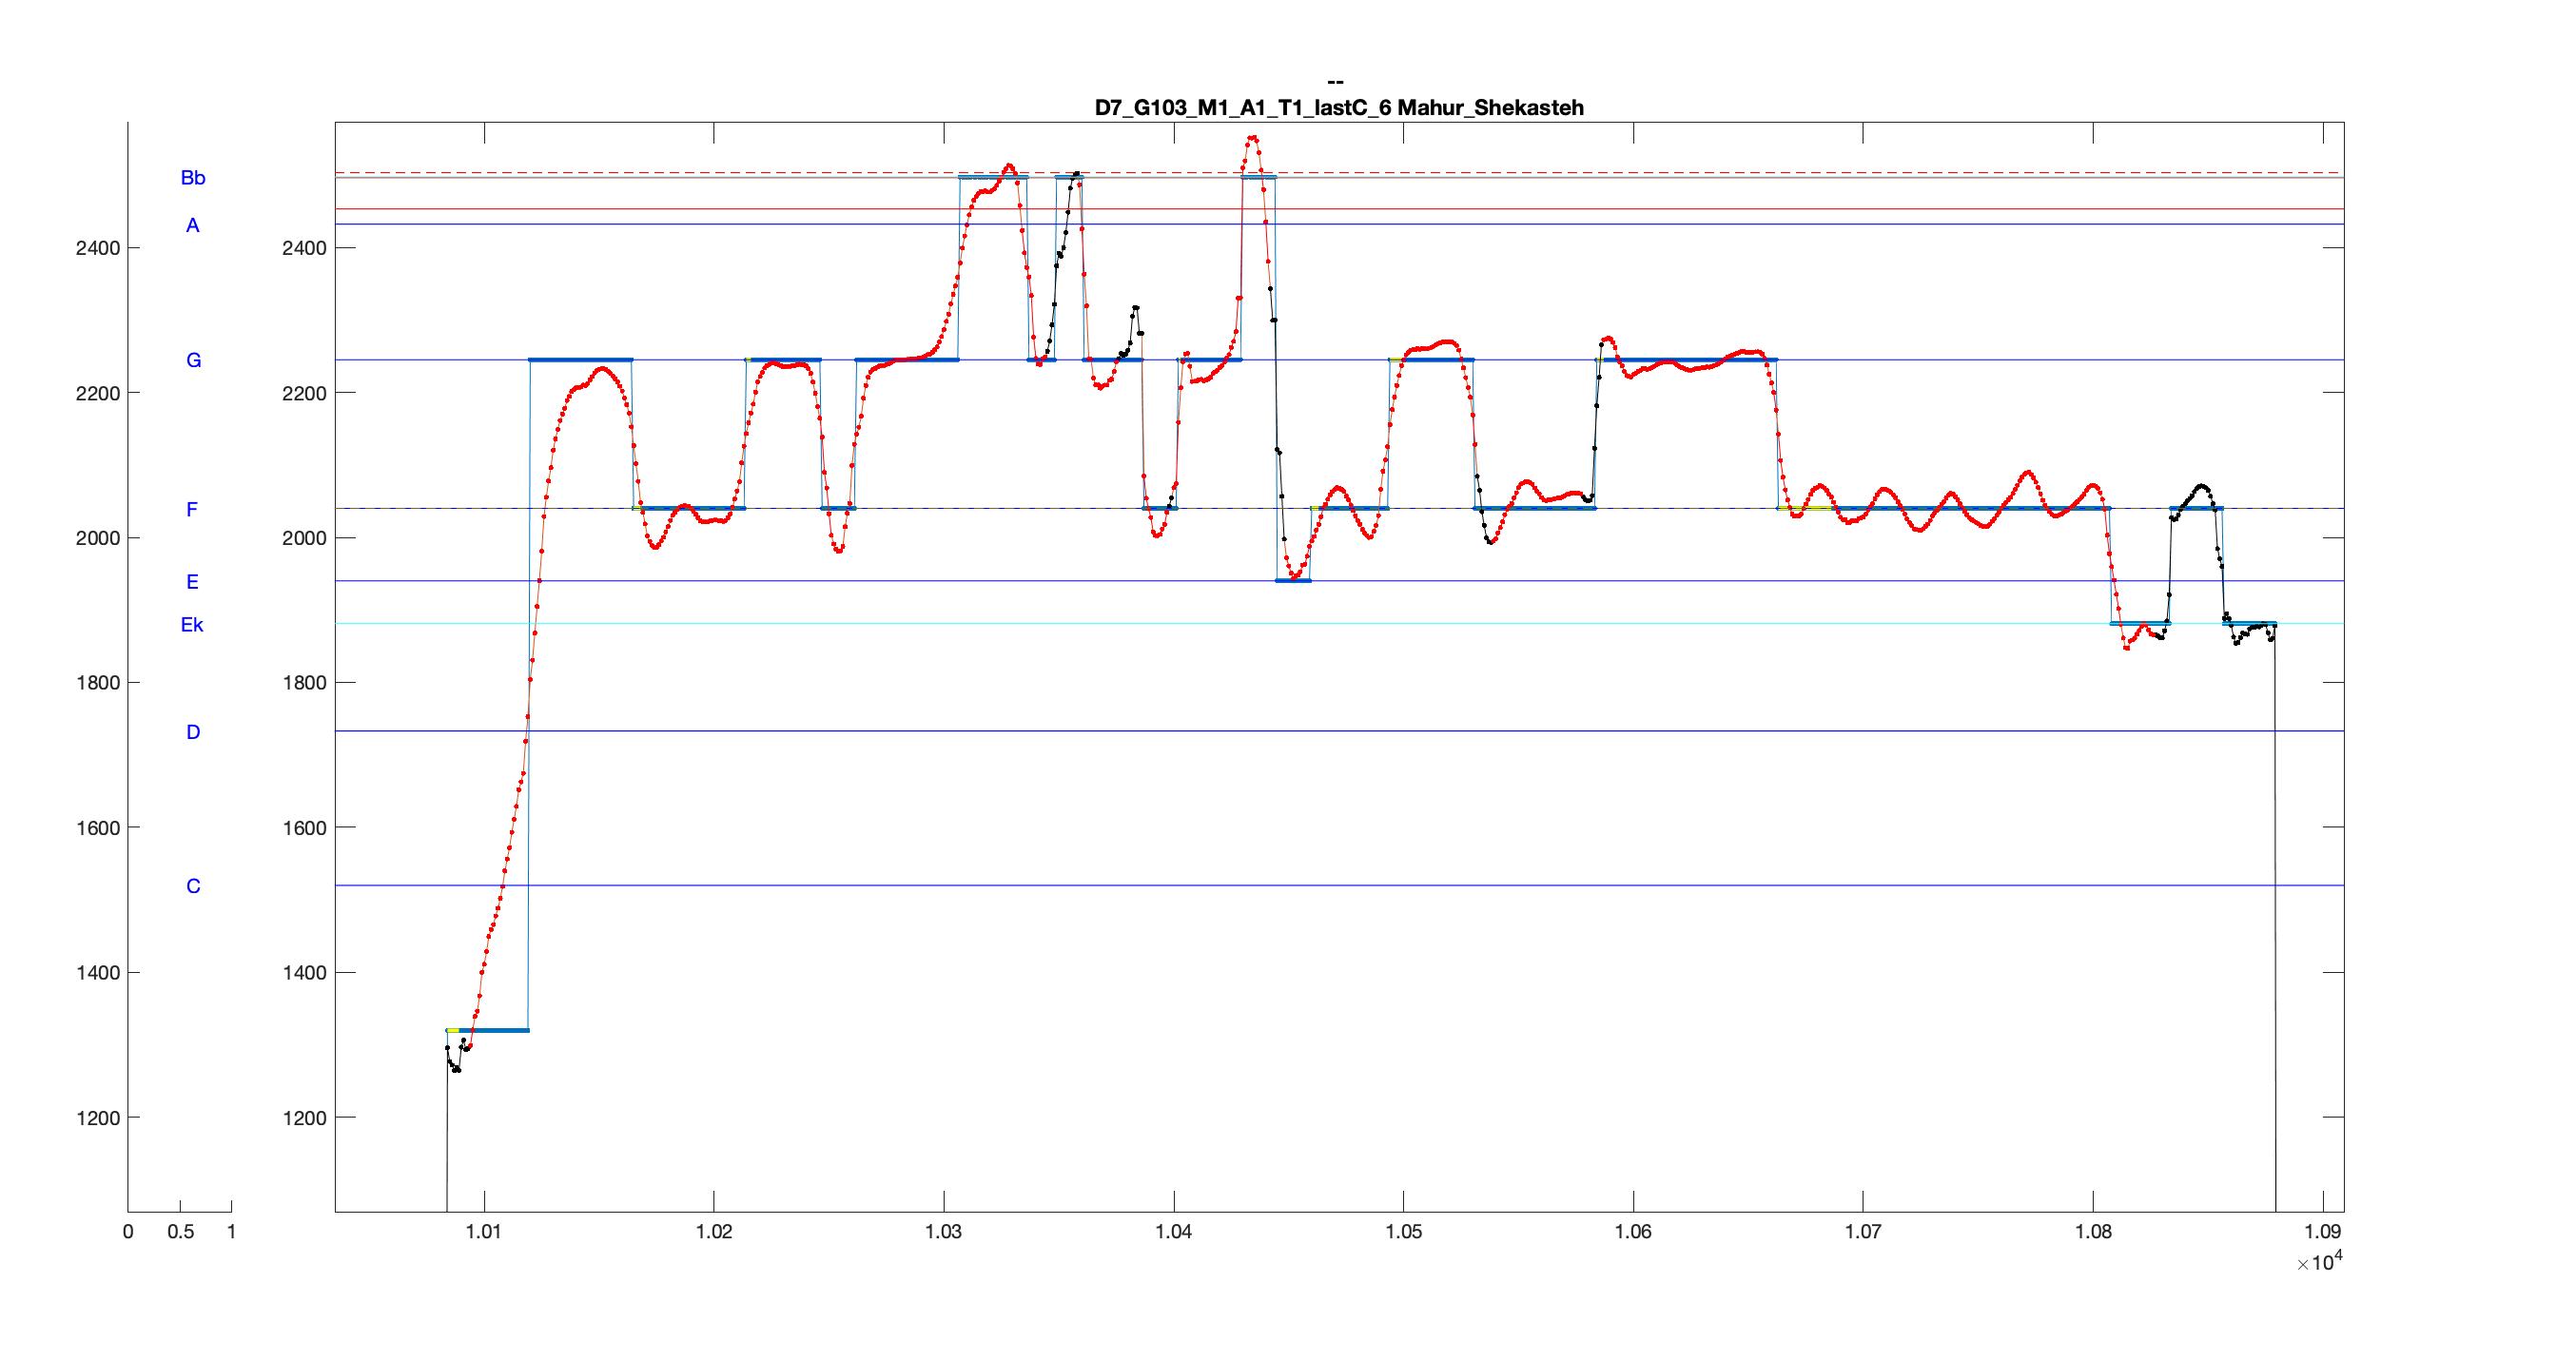 --
D7_G103_M1_A1_T1_lastC_6 Mahur_Shekasteh
Bb
A
2400
2400
G
2200
2200
F
2000
2000
E
Ek
1800
1800
D
1600
1600
C
1400
1400
1200
1200
0 0.5 1
1.01 1.02 1.03 1.04 1.05 1.06 1.07 1.08 1.09
×10^4